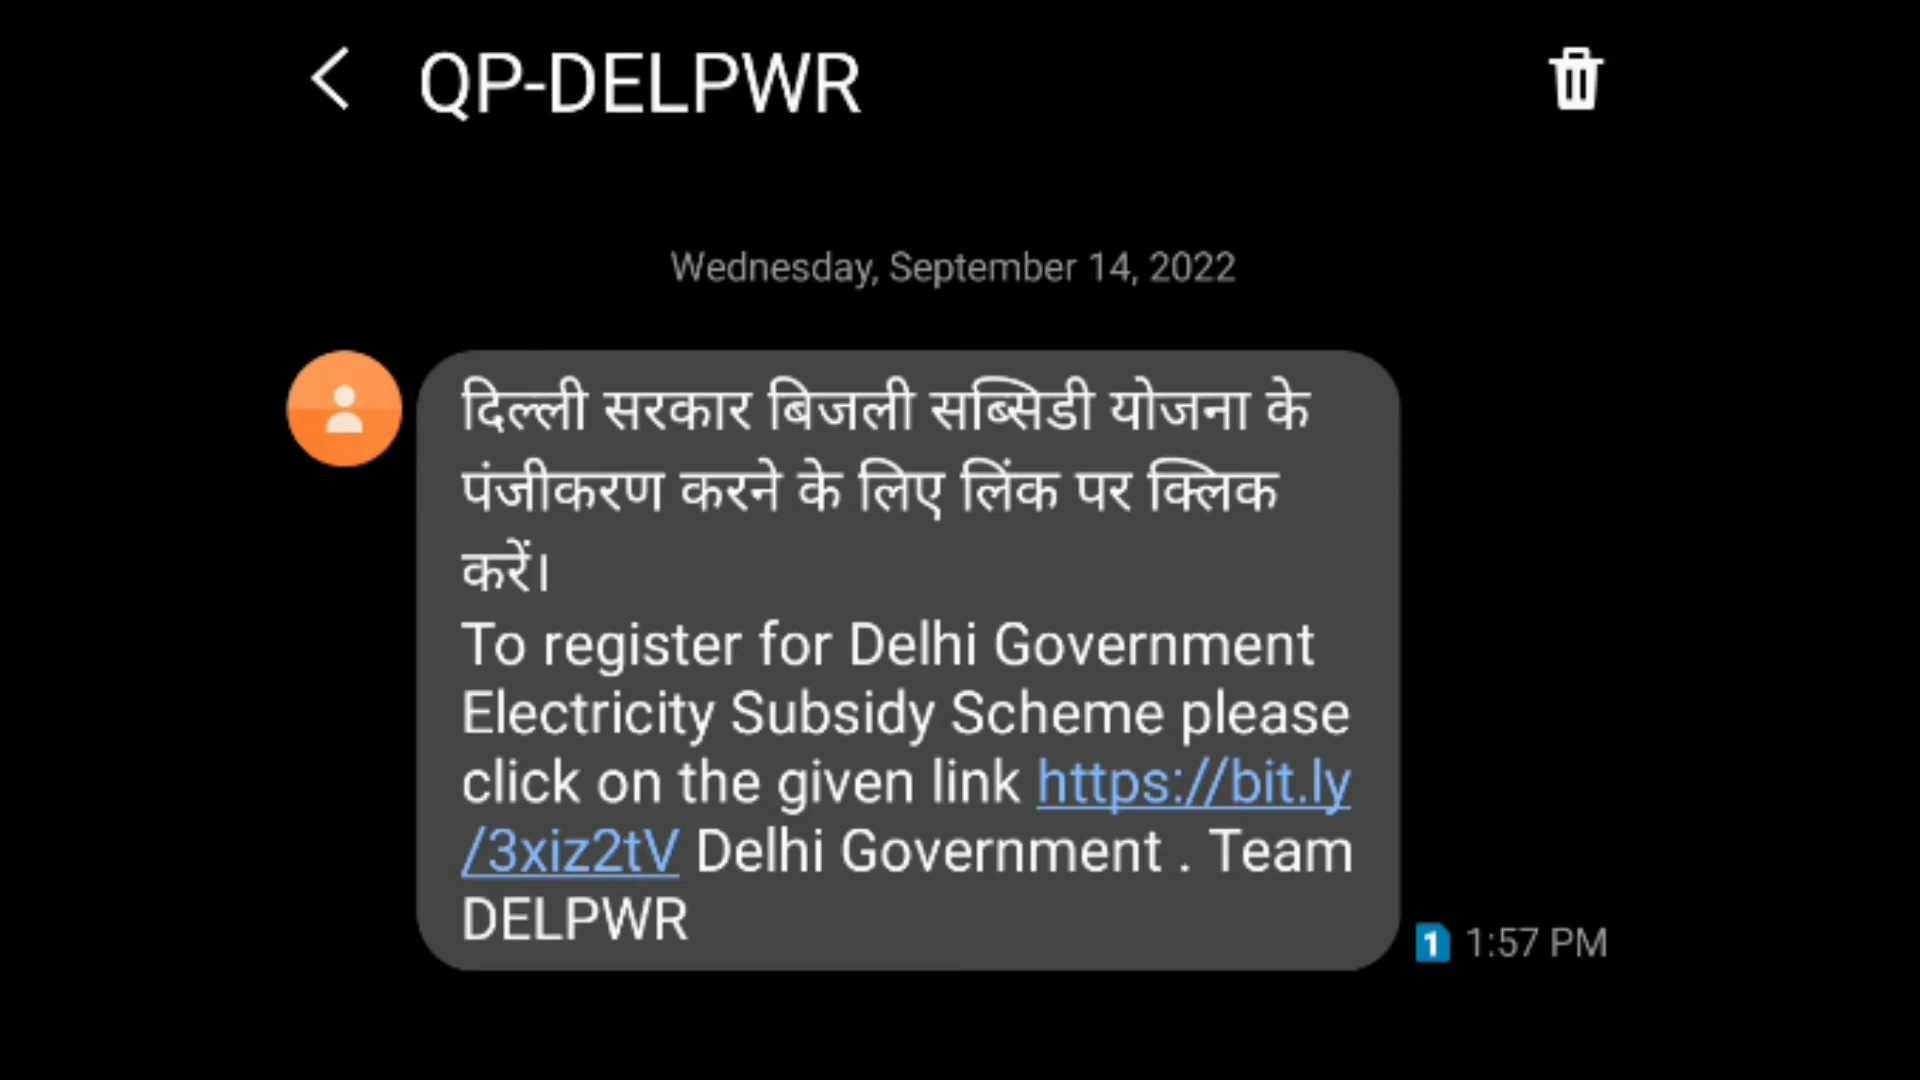 QP-DELPWR
Wednesday, September 14, 2022
दिल्ली सरकार बिजली सब्सिडी योजना के
पंजीकरण करने के लिए लिंक पर क्लिक
करें।
To register for Delhi Government
Electricity Subsidy Scheme please
click on the given link https://bit.ly
/3xiz2tV Delhi Government . Team
DELPWR
1 1:57 PM